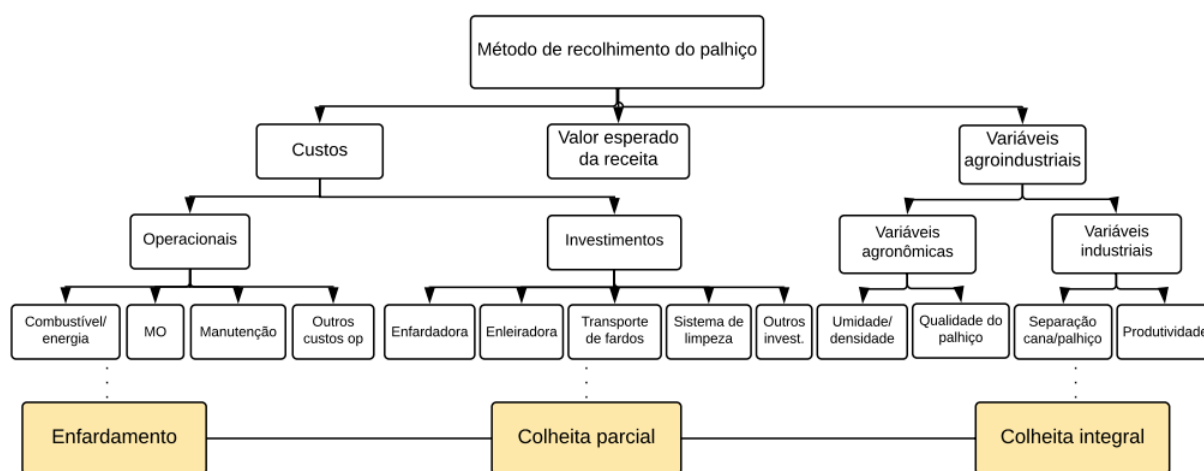 Método de recolhimento do palhiço
Custos
Valor esperado
da receita
Variáveis
agroindustriais
Operacionais
Investimentos
Variáveis
agronômicas
Variáveis
industriais
Combustível/
energia
MO
Manutenção
Outros
custos op
Enfardadora
Enleiradora
Transporte
de fardos
Sistema de
limpeza
Outros
invest.
Umidade/
densidade
Qualidade do
palhiço
Separação
cana/palhiço
Produtividade
Enfardamento
Colheita parcial
Colheita integral